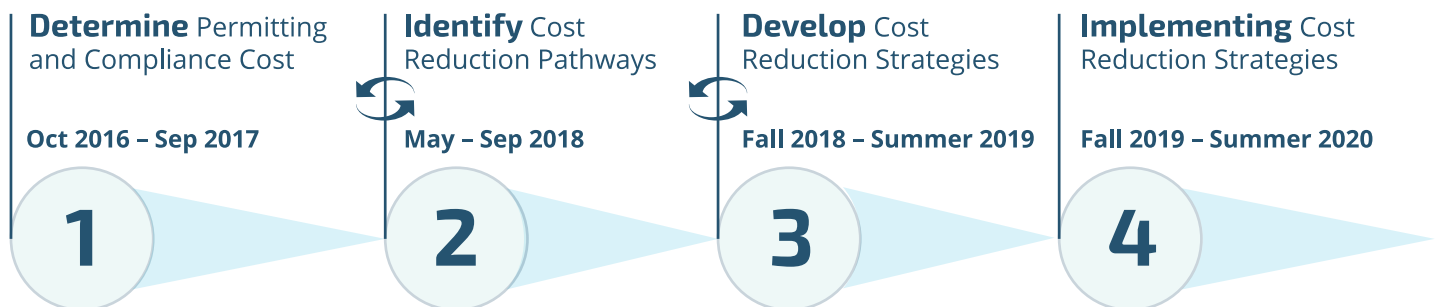 Determine Permitting
and Compliance Cost
Oct 2016 – Sep 2017
1
Identify Cost
Reduction Pathways
May – Sep 2018
2
Develop Cost
Reduction Strategies
Fall 2018 – Summer 2019
3
Implementing Cost
Reduction Strategies
Fall 2019 – Summer 2020
4